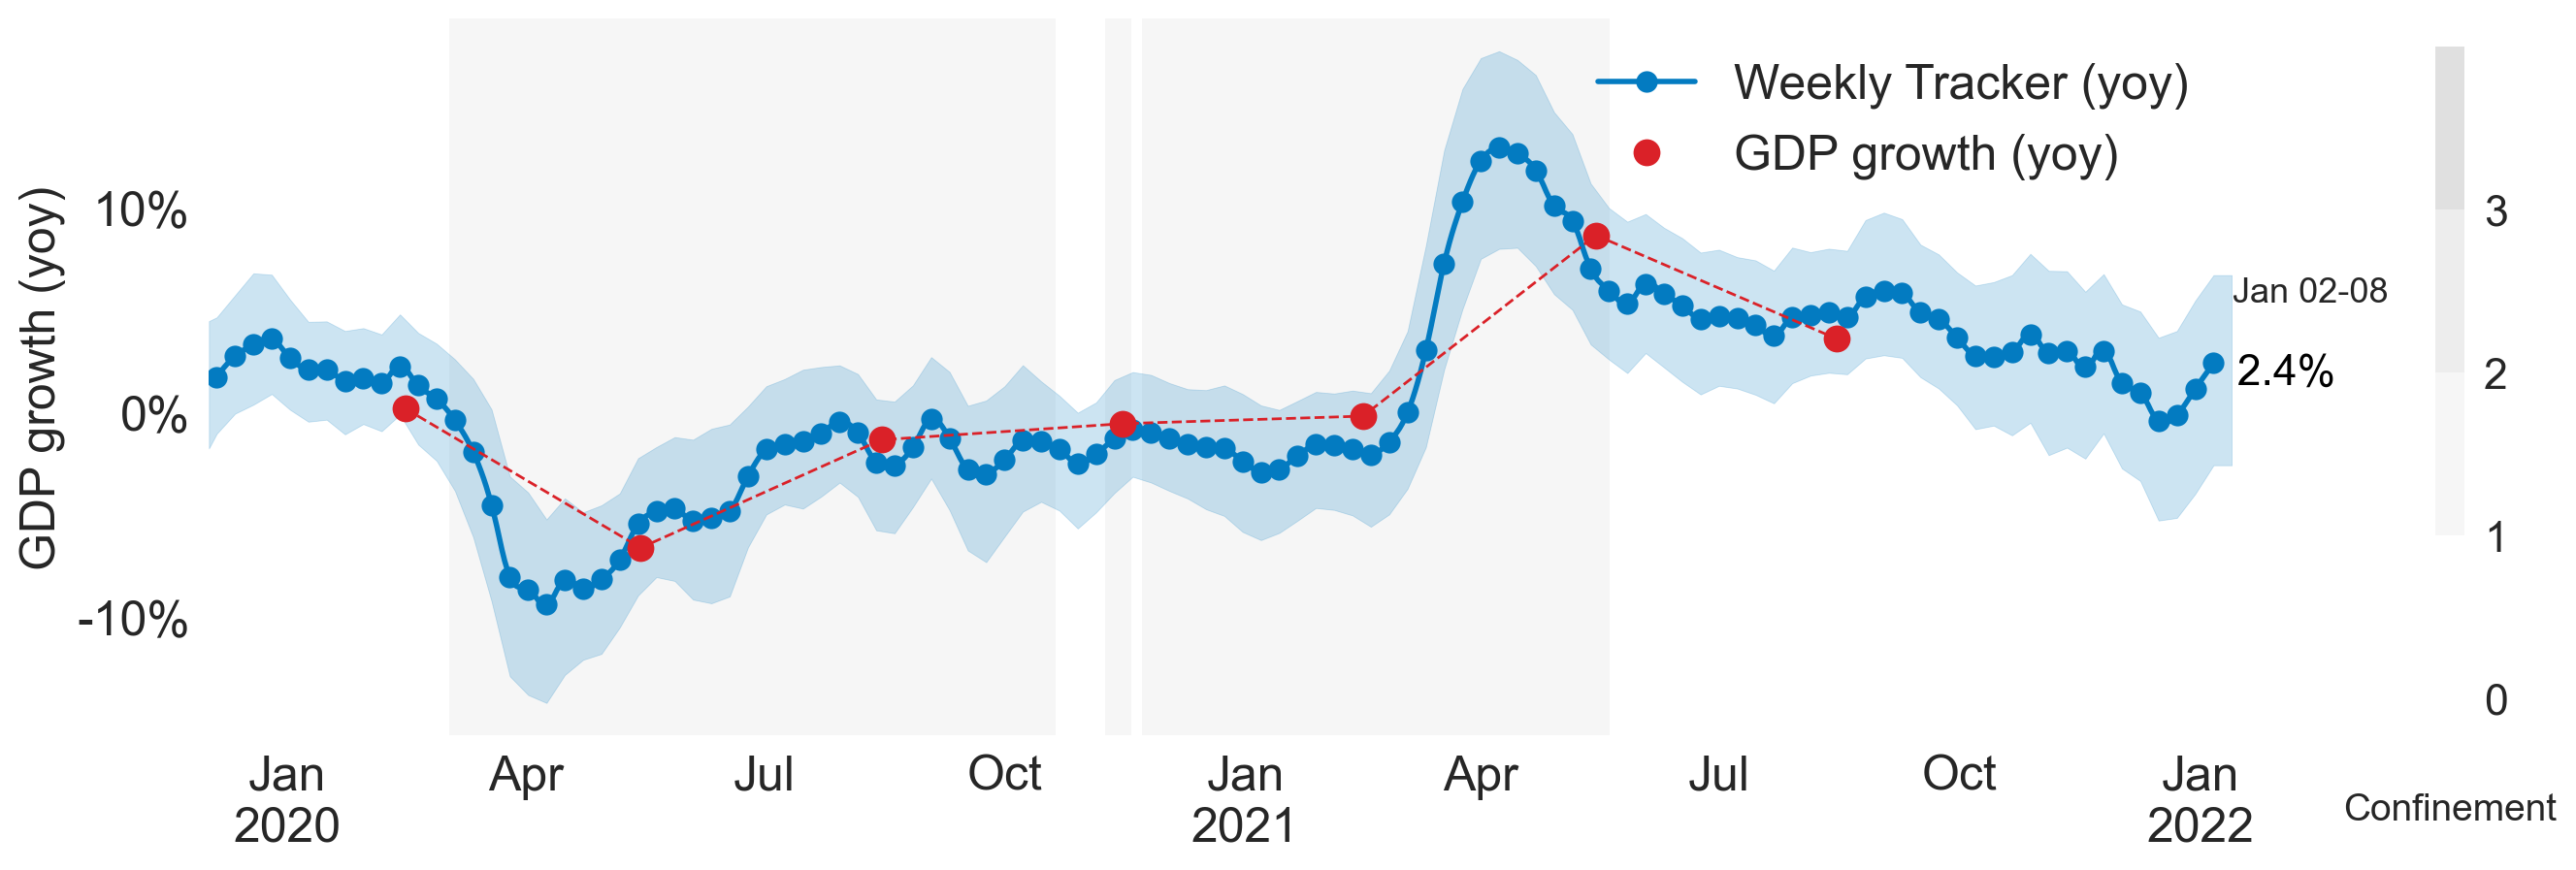 Weekly Tracker (yoy)
GDP growth (yoy)
GDP growth (yoy)
10%
0%
-10%
Jan 02-08
2.4%
3
2
1
0
Confinement
Jan Apr Jul Oct Jan Apr Jul Oct Jan
2020 2021 2022